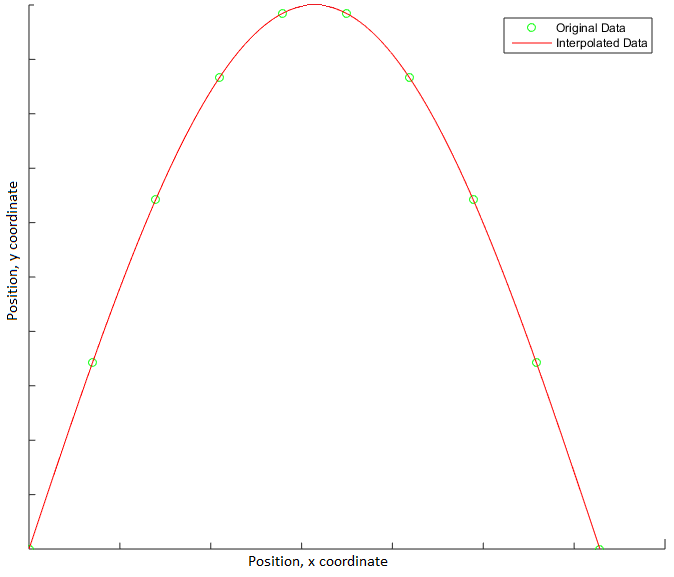 Original Data
Interpolated Data
Position, y coordinate
Position, x coordinate